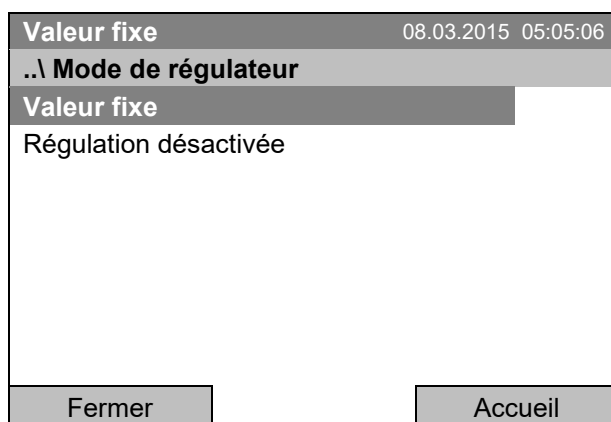 Valeur fixe 08.03.2015 05:05:06
..\ Mode de régulateur
Valeur fixe
Régulation désactivée
Fermer Accueil